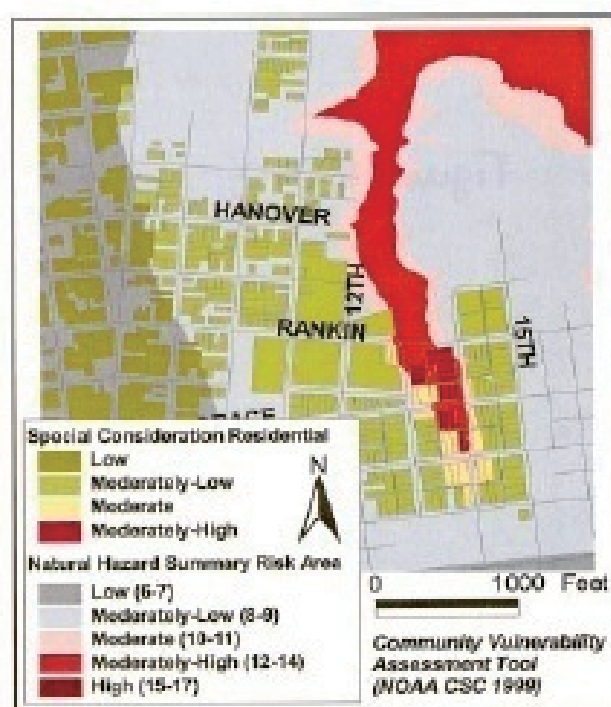 HANOVER
12TH
RANKIN
15TH
Special Consideration Residential
Low
Moderately-Low
Moderate
Moderately-High
Natural Hazard Summary Risk Area
Low (6-7)
Moderately-Low (8-9)
Moderate (10-11)
Moderately-High (12-14)
High (15-17)
N
0 1000 Feet
Community Vulnerability
Assessment Tool
(NOAA CSC 1999)